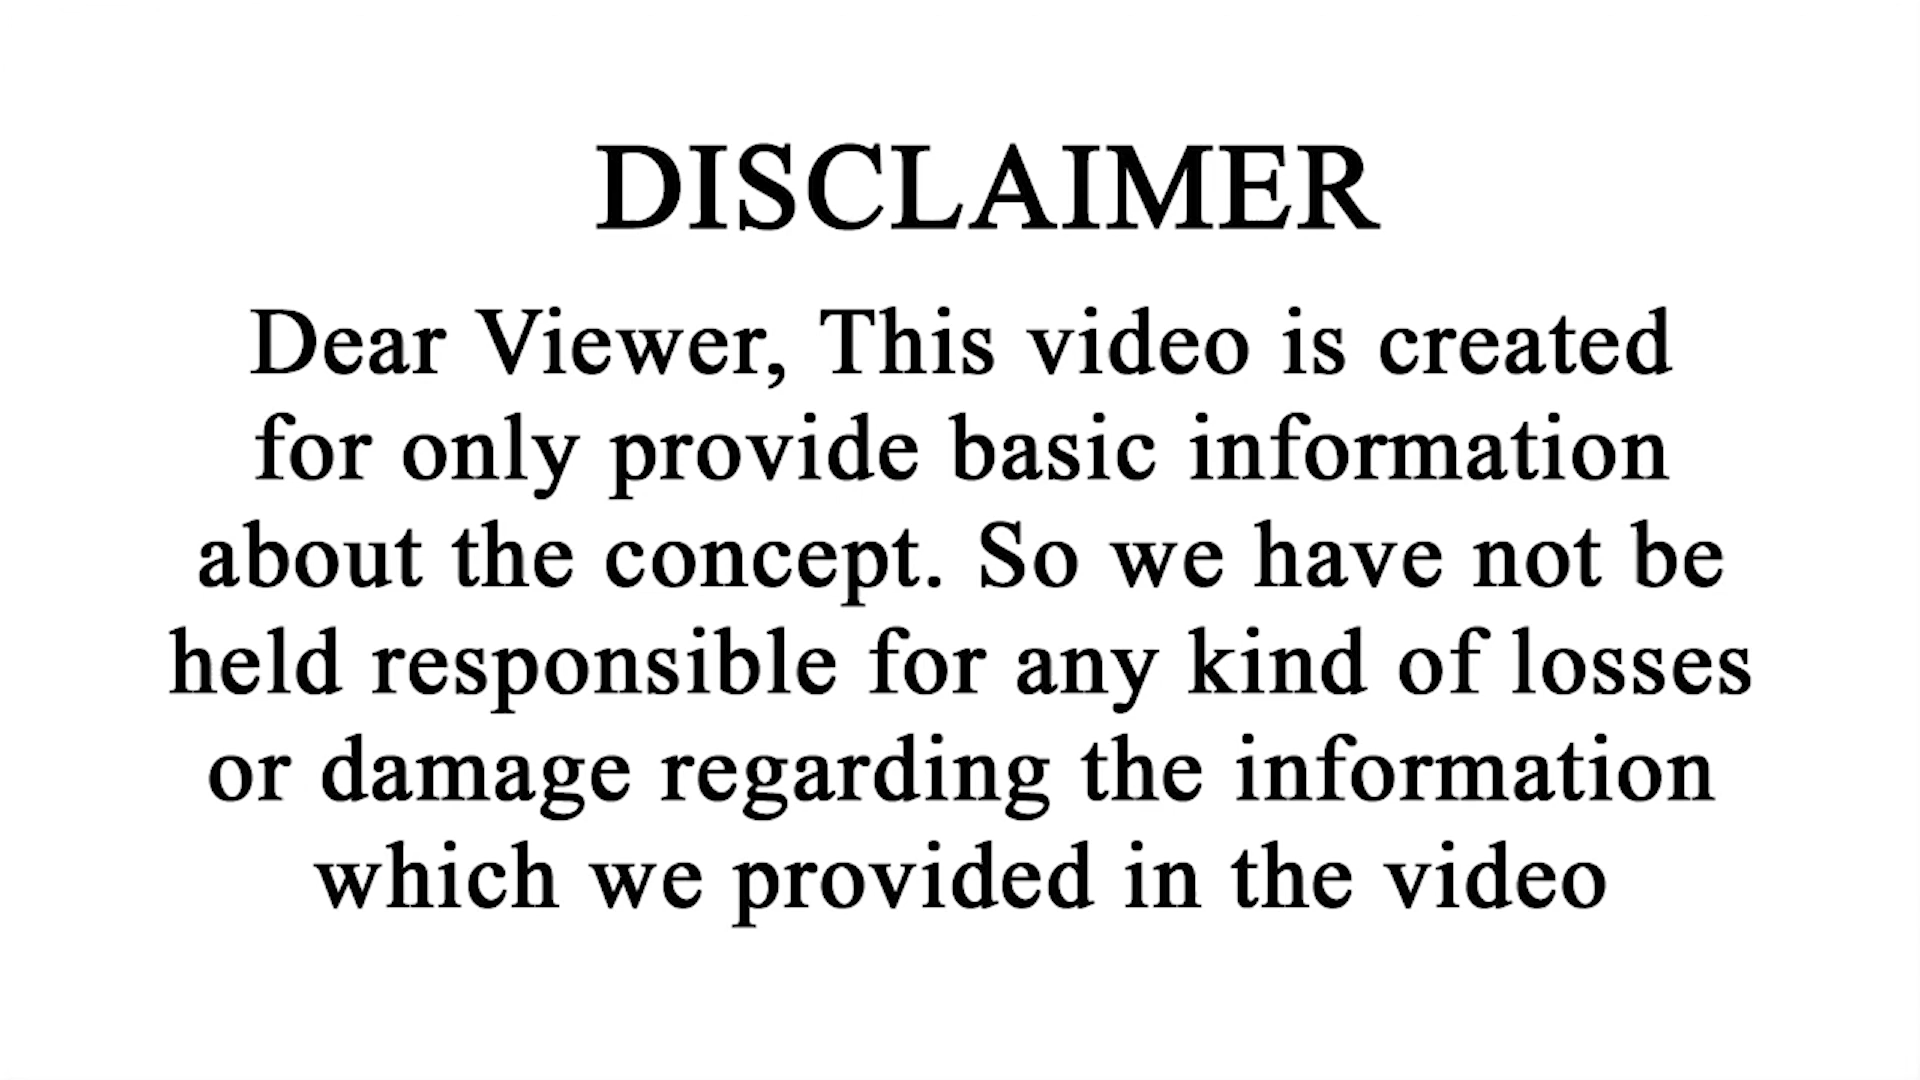 DISCLAIMER
Dear Viewer, This video is created
for only provide basic information
about the concept. So we have not be
held responsible for any kind of losses
or damage regarding the information
which we provided in the video